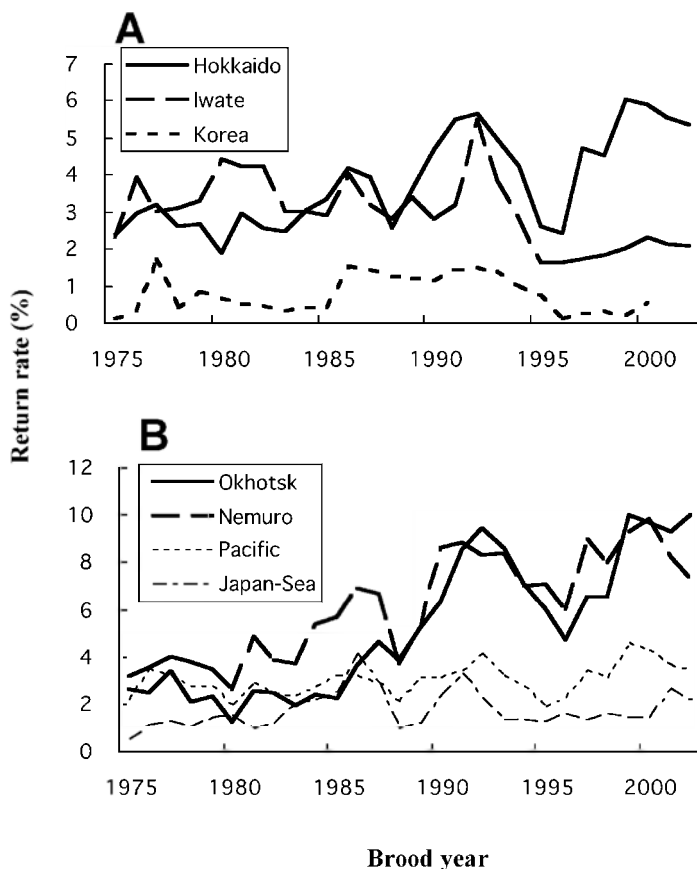 A
Hokkaido
Iwate
Korea
7
6
5
4
3
2
1
0
1975 1980 1985 1990 1995 2000
Return rate (%)
B
Okhotsk
Nemuro
Pacific
Japan-Sea
12
10
8
6
4
2
0
1975 1980 1985 1990 1995 2000
Brood year